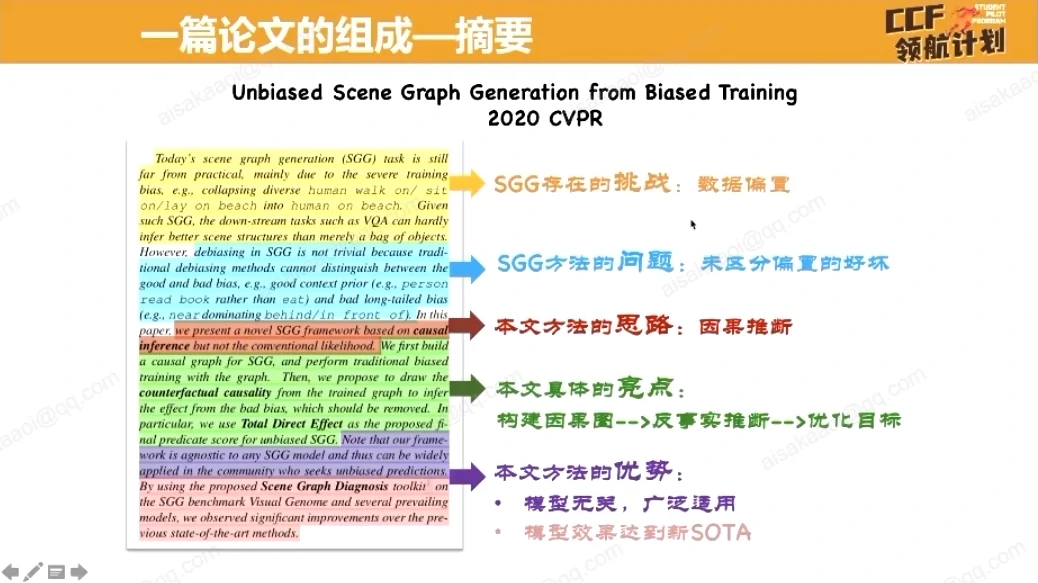 一篇论文的组成—摘要
CCF
STUDENT
PILOT
PROGRAM
领航计划
Unbiased Scene Graph Generation from Biased Training
2020 CVPR
Today's scene graph generation (SGG) task is still
far from practical, mainly due to the severe training
bias, e.g., collapsing diverse human walk on/ sit
on/lay on beach into human on beach. Given
such SGG, the down-stream tasks such as VQA can hardly
infer better scene structures than merely a bag of objects.
However, debiasing in SGG is not trivial because tradi-
tional debiasing methods cannot distinguish between the
good and bad bias, e.g., good context prior (e.g., person
read book rather than eat) and bad long-tailed bias
(e.g., near dominating behind/in front of). In this
paper, we present a novel SGG framework based on causal
inference but not the conventional likelihood. We first build
a causal graph for SGG, and perform traditional biased
training with the graph. Then, we propose to draw the
counterfactual causality from the trained graph to infer
the effect from the bad bias, which should be removed. In
particular, we use Total Direct Effect as the proposed fi-
nal predicate score for unbiased SGG. Note that our frame-
work is agnostic to any SGG model and thus can be widely
applied in the community who seeks unbiased predictions.
By using the proposed Scene Graph Diagnosis toolkit on
the SGG benchmark Visual Genome and several prevailing
models, we observed significant improvements over the pre-
vious state-of-the-art methods.
SGG存在的挑战：数据偏置
SGG方法的问题：未区分偏置的好坏
本文方法的思路：因果推断
本文具体的亮点：
构建因果图-->反事实推断-->优化目标
本文方法的优势：
• 模型无关，广泛适用
• 模型效果达到新SOTA